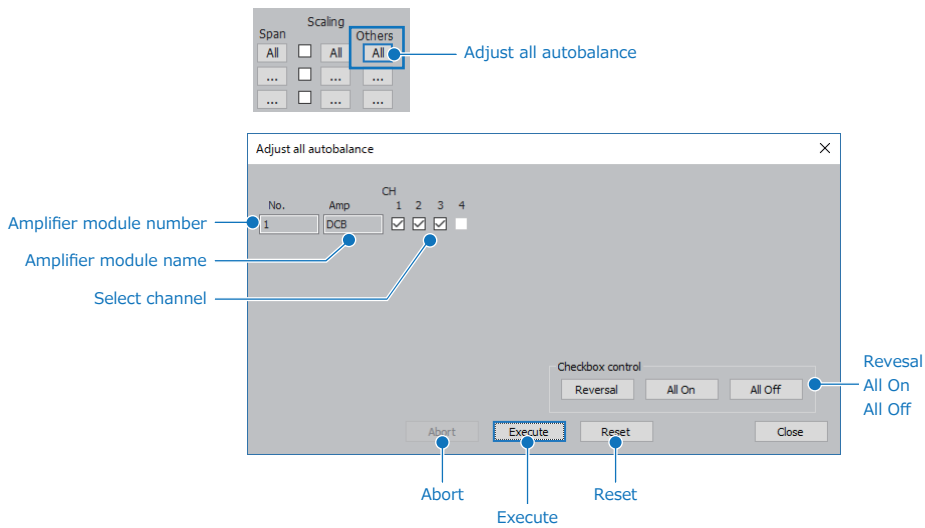 Scaling
Span
Others
All All All
Adjust all autobalance
... ... ...
... ... ...
Adjust all autobalance
CH
No. Amp 1 2 3 4
Amplifier module number
1 DCB
Amplifier module name
Select channel
Checkbox control
Reversal All On All Off
Revesal
All On
All Off
Abort Execute Reset Close
Abort
Reset
Execute